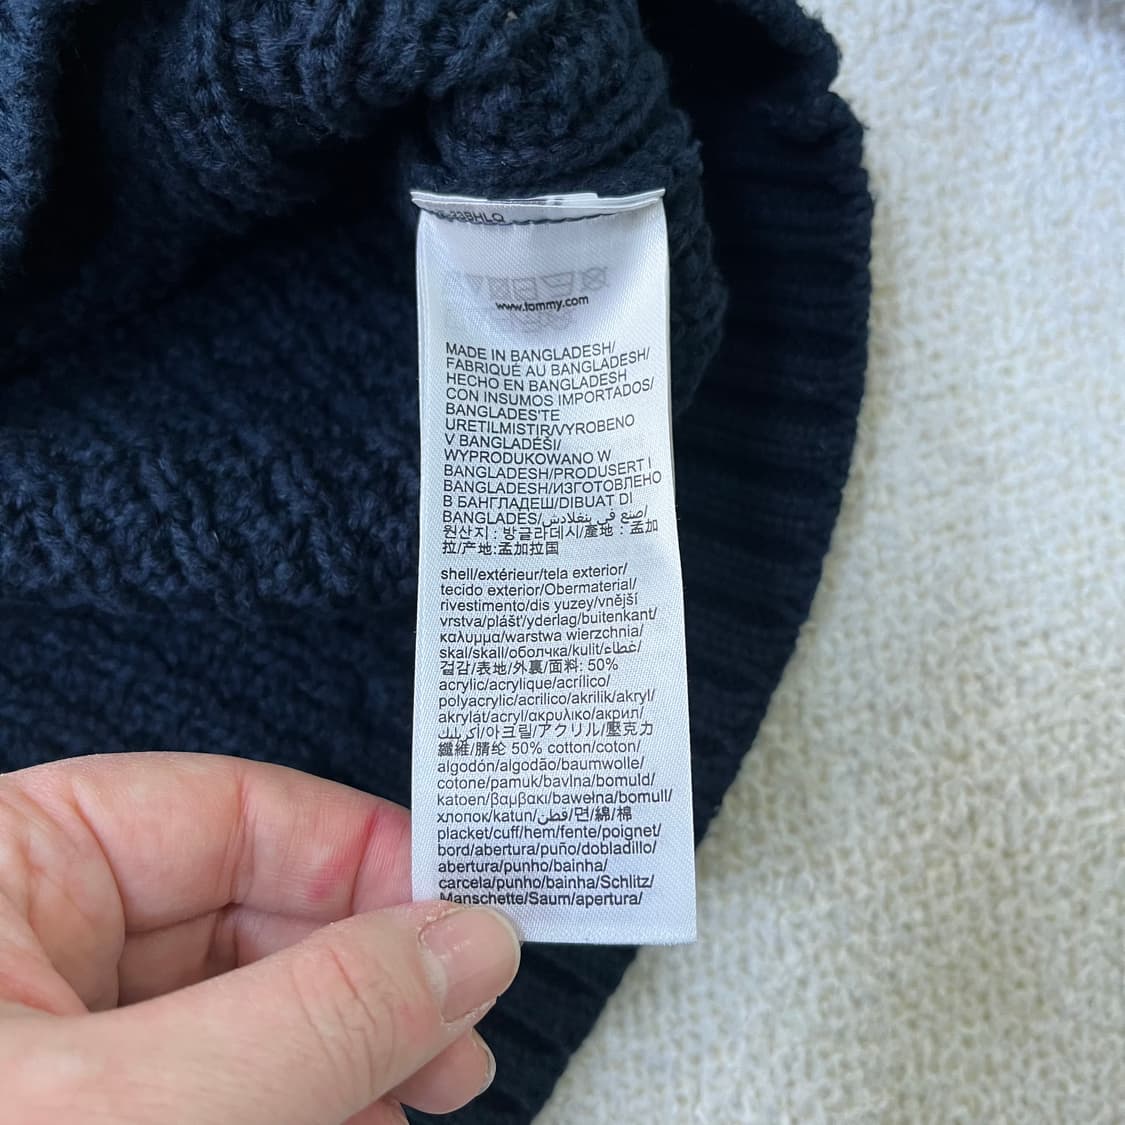 www.tommy.com
MADE IN BANGLADESH/
FABRIQUÉ AU BANGLADESH/
HECHO EN BANGLADESH
CON INSUMOS IMPORTADOS/
BANGLADEŞ'TE
URETILMISTIR/VYROBENO
V BANGLADÉŠI/
WYPRODUKOWANO W
BANGLADESH/PRODUSERT I
BANGLADESH/ИЗГОТОВЛЕНО
В БАНГЛАДЕШ/DIBUAT DI
BANGLADES/صنع في بنغلادش/
원산지 : 방글라데시/產地 : 孟加
拉/产地:孟加拉国
shell/extérieur/tela exterior/
tecido exterior/Obermaterial/
rivestimento/dis yuzey/vnější
vrstva/plášt'/yderlag/buitenkant/
καλυμμα/warstwa wierzchnia/
skal/skall/оболчка/kulit/غطاء/
겉감/表地/外裏/面料: 50%
acrylic/acrylique/acrílico/
polyacrylic/acrilico/akrilik/akryl/
akrylát/acryl/ακρυλικο/акрил/
أكريليك/아크릴/アクリル/壓克力
纖維/腈纶 50% cotton/coton/
algodón/algodão/baumwolle/
cotone/pamuk/bavlna/bomuld/
katoen/βαμβακι/bawełna/bomull/
хлопок/katun/قطن/면/綿/棉
placket/cuff/hem/fente/poignet/
bord/abertura/puño/dobladillo/
abertura/punho/bainha/
carcela/punho/bainha/Schlitz/
Manschette/Saum/apertura/